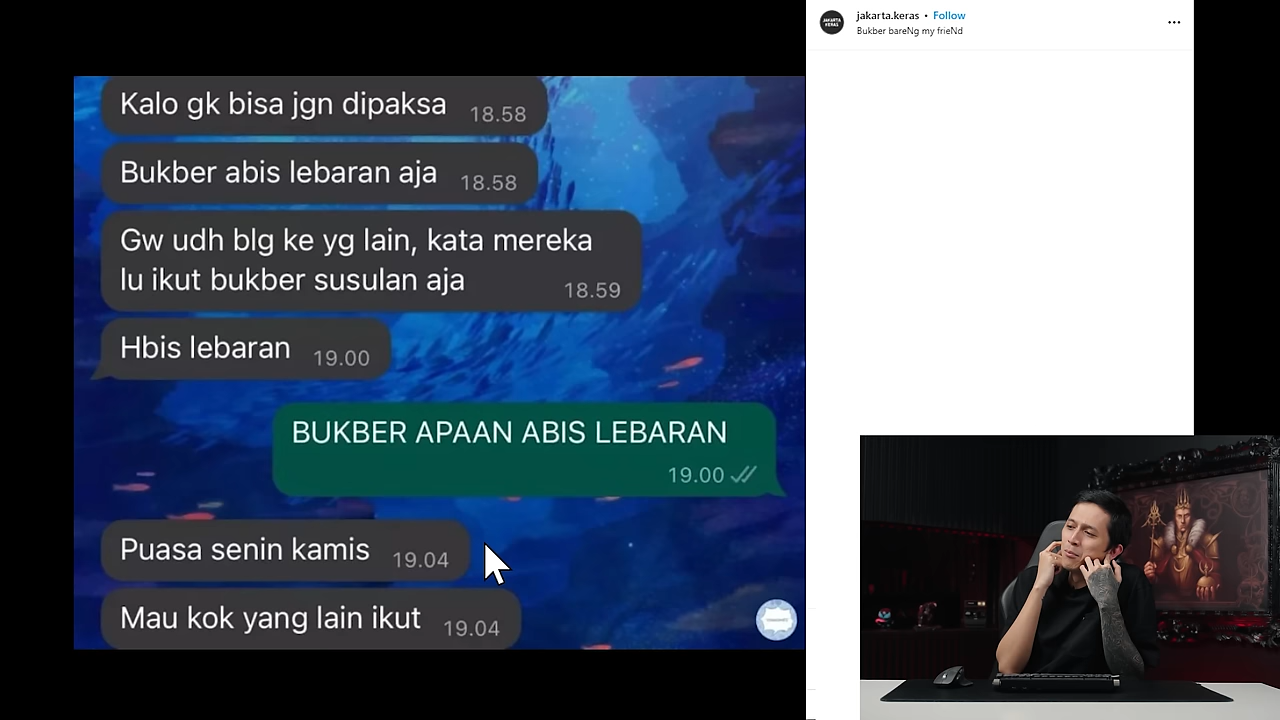 Kalo gk bisa jgn dipaksa 18.58
Bukber abis lebaran aja 18.58
Gw udh blg ke yg lain, kata mereka
lu ikut bukber susulan aja 18.59
Hbis lebaran 19.00
BUKBER APAAN ABIS LEBARAN
19.00
Puasa senin kamis 19.04
Mau kok yang lain ikut 19.04
jakarta.keras • Follow
Bukber bareNg my frieNd
JAKARTA
KERAS